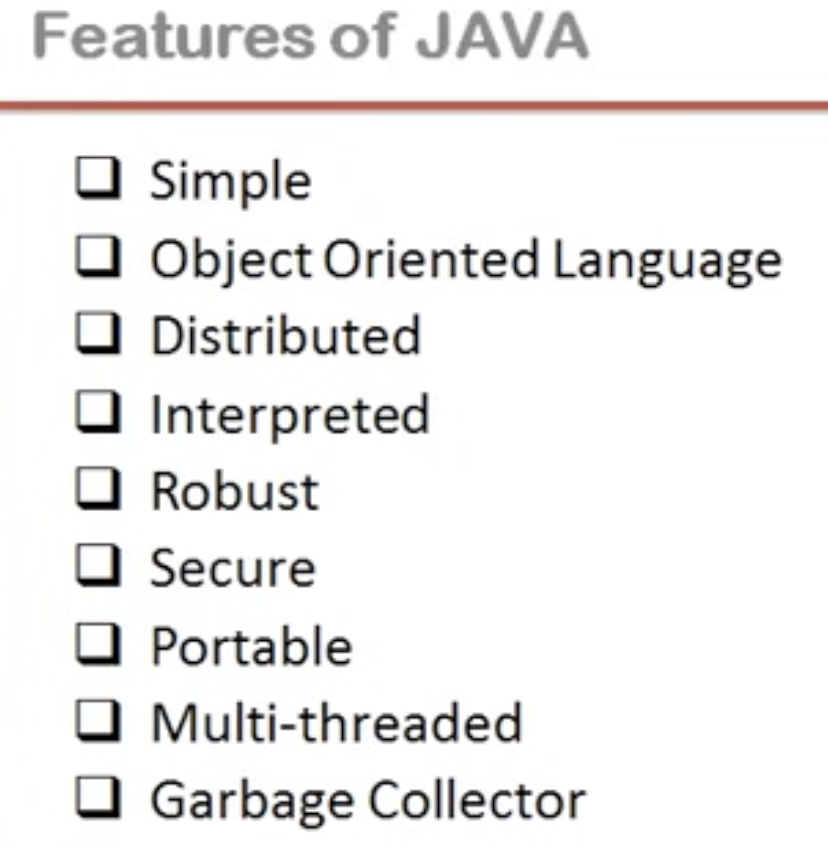 Features of JAVA
Simple
Object Oriented Language
Distributed
Interpreted
Robust
Secure
Portable
Multi-threaded
Garbage Collector